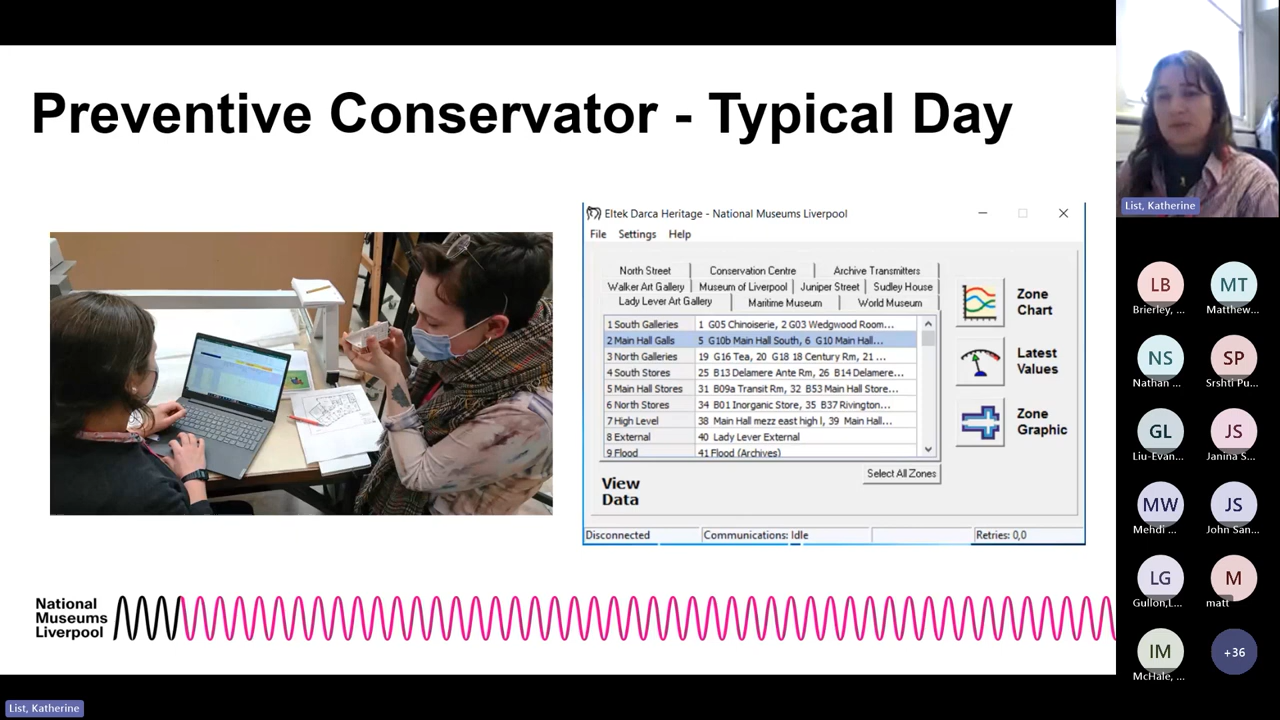 Preventive Conservator - Typical Day
Eltek Darca Heritage - National Museums Liverpool
File Settings Help
North Street Conservation Centre Archive Transmitters
Walker Art Gallery Museum of Liverpool Juniper Street Sudley House
Lady Lever Art Gallery Maritime Museum World Museum
1 South Galleries 1 G05 Chinoiserie, 2 G03 Wedgwood Room...
2 Main Hall Galls 5 G10b Main Hall South, 6 G10 Main Hall...
3 North Galleries 19 G16 Tea, 20 G18 18 Century Rm, 21 ...
4 South Stores 25 B13 Delamere Ante Rm, 26 B14 Delamere...
5 Main Hall Stores 31 B09a Transit Rm, 32 B53 Main Hall Store...
6 North Stores 34 B01 Inorganic Store, 35 B37 Rivington...
7 High Level 38 Main Hall mezz east high l, 39 Main Hall...
8 External 40 Lady Lever External
9 Flood 41 Flood (Archives)
Select All Zones
Zone
Chart
Latest
Values
Zone
Graphic
View
Data
Disconnected Communications: Idle Retries: 0,0
National
Museums
Liverpool
List, Katherine
LB MT
Brierley, ... Matthew...
NS SP
Nathan ... Srshti Pu...
GL JS
Liu-Evan... Janina S...
MW JS
Mehdi ... John San...
LG M
Gullon,L... matt
IM +36
McHale, ...
List, Katherine